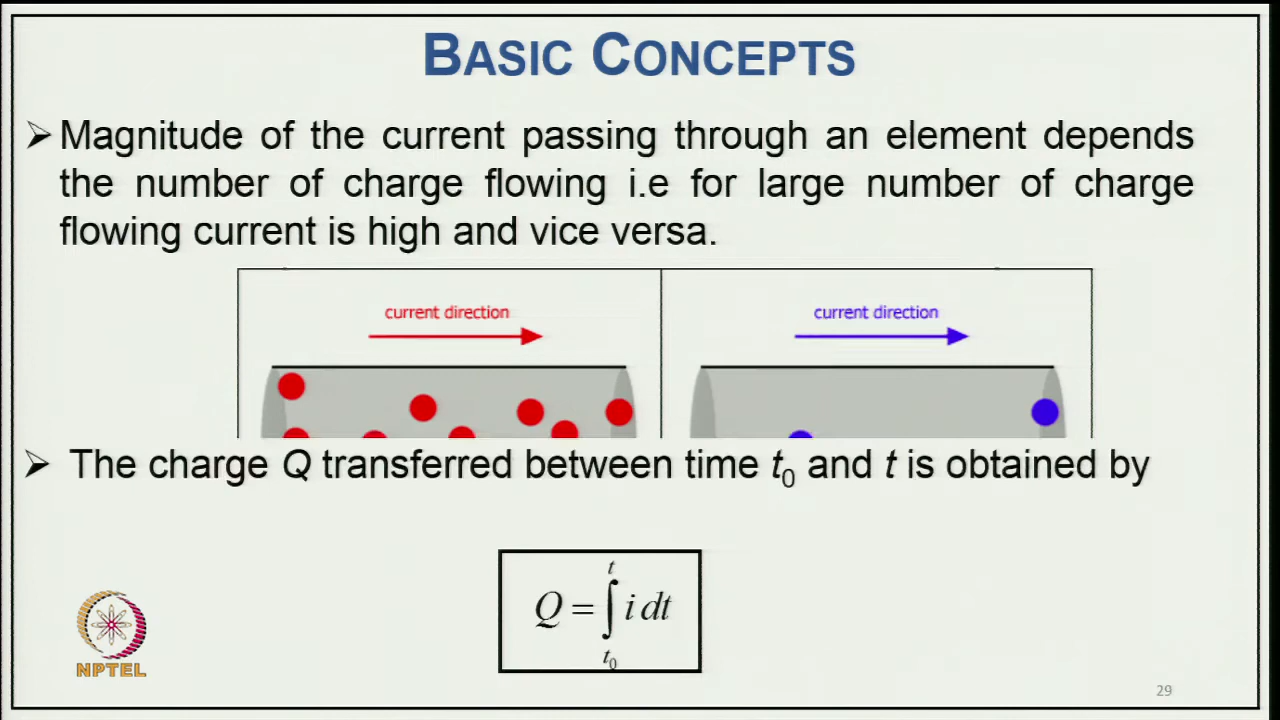 BASIC CONCEPTS
➢ Magnitude of the current passing through an element depends
the number of charge flowing i.e for large number of charge
flowing current is high and vice versa.
current direction
current direction
➢ The charge Q transferred between time t₀ and t is obtained by
Q = ∫ₜ₀ᵗ i dt
NPTEL
29